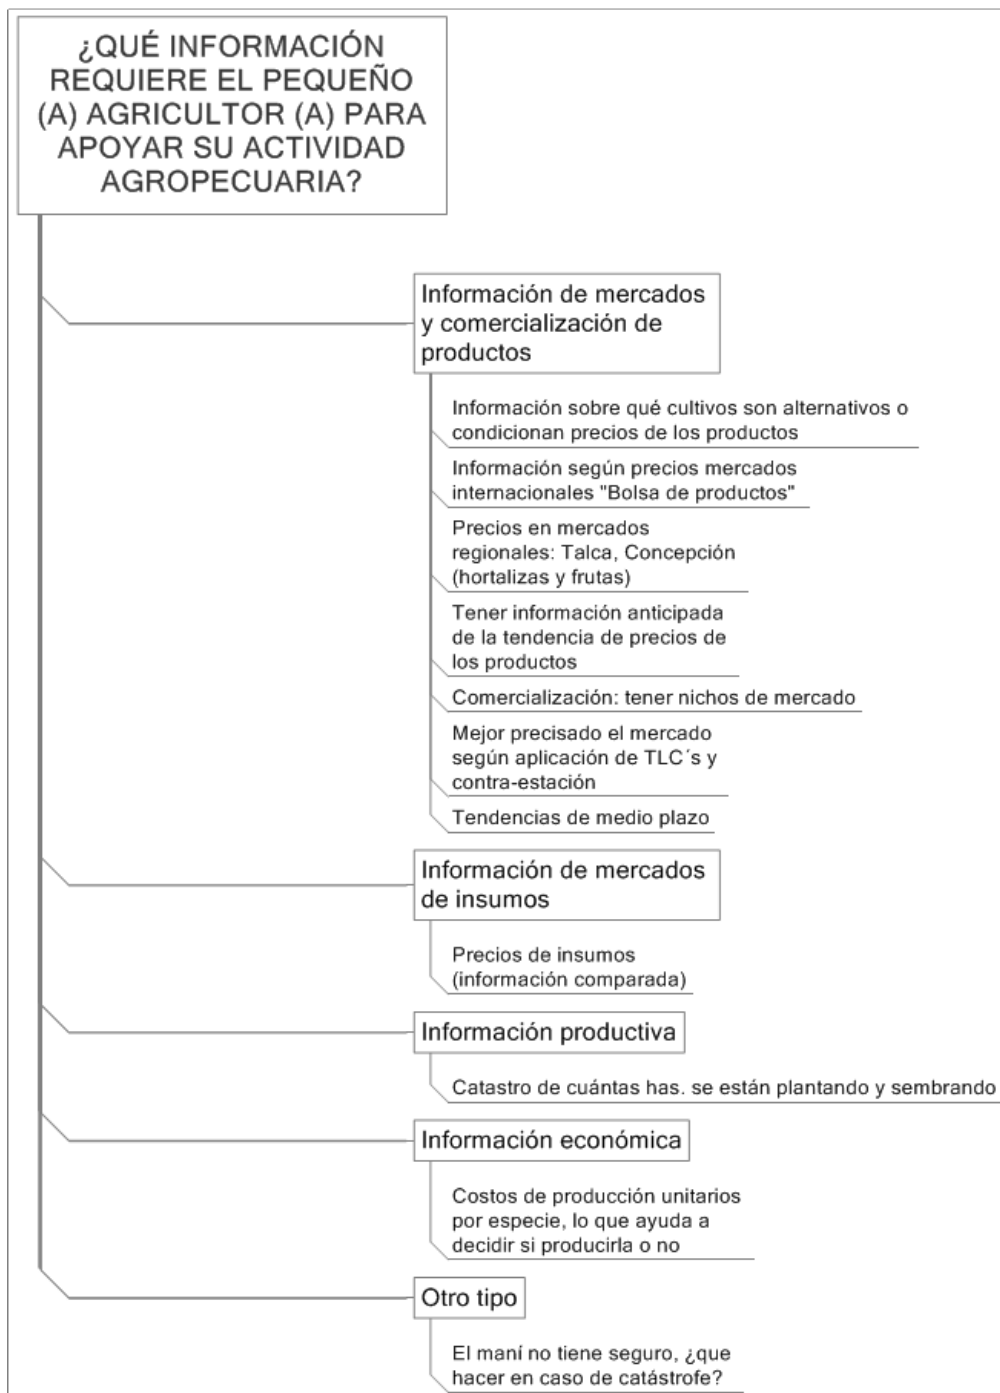 ¿QUÉ INFORMACIÓN
REQUIERE EL PEQUEÑO
(A) AGRICULTOR (A) PARA
APOYAR SU ACTIVIDAD
AGROPECUARIA?
Información de mercados
y comercialización de
productos
Información sobre qué cultivos son alternativos o
condicionan precios de los productos
Información según precios mercados
internacionales "Bolsa de productos"
Precios en mercados
regionales: Talca, Concepción
(hortalizas y frutas)
Tener información anticipada
de la tendencia de precios de
los productos
Comercialización: tener nichos de mercado
Mejor precisado el mercado
según aplicación de TLC´s y
contra-estación
Tendencias de medio plazo
Información de mercados
de insumos
Precios de insumos
(información comparada)
Información productiva
Catastro de cuántas has. se están plantando y sembrando
Información económica
Costos de producción unitarios
por especie, lo que ayuda a
decidir si producirla o no
Otro tipo
El maní no tiene seguro, ¿que
hacer en caso de catástrofe?